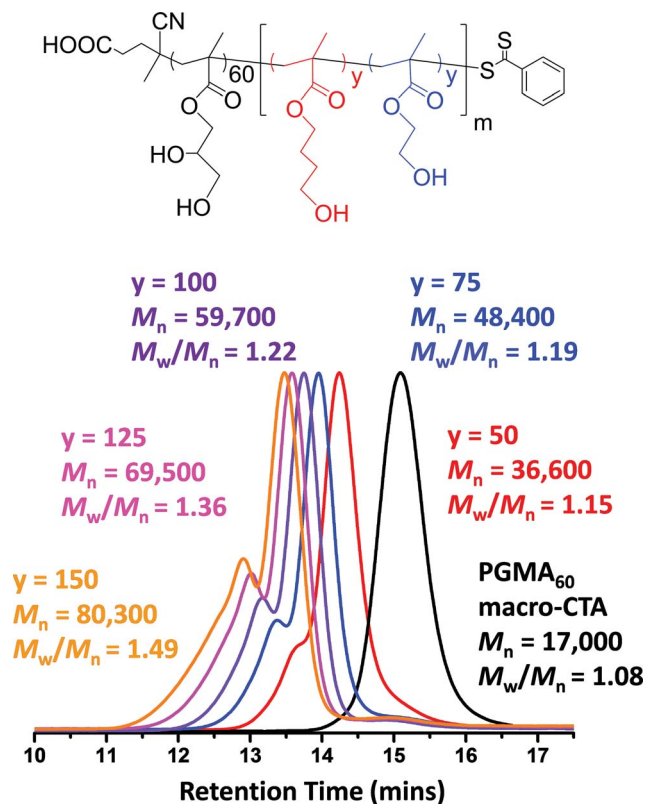 CN
HOOC
60
y
y
m
S
S
O
O
O
O
O
O
HO
HO
OH
OH
y = 100
Mn = 59,700
Mw/Mn = 1.22
y = 75
Mn = 48,400
Mw/Mn = 1.19
y = 125
Mn = 69,500
Mw/Mn = 1.36
y = 50
Mn = 36,600
Mw/Mn = 1.15
y = 150
Mn = 80,300
Mw/Mn = 1.49
PGMA60
macro-CTA
Mn = 17,000
Mw/Mn = 1.08
10 11 12 13 14 15 16 17
Retention Time (mins)